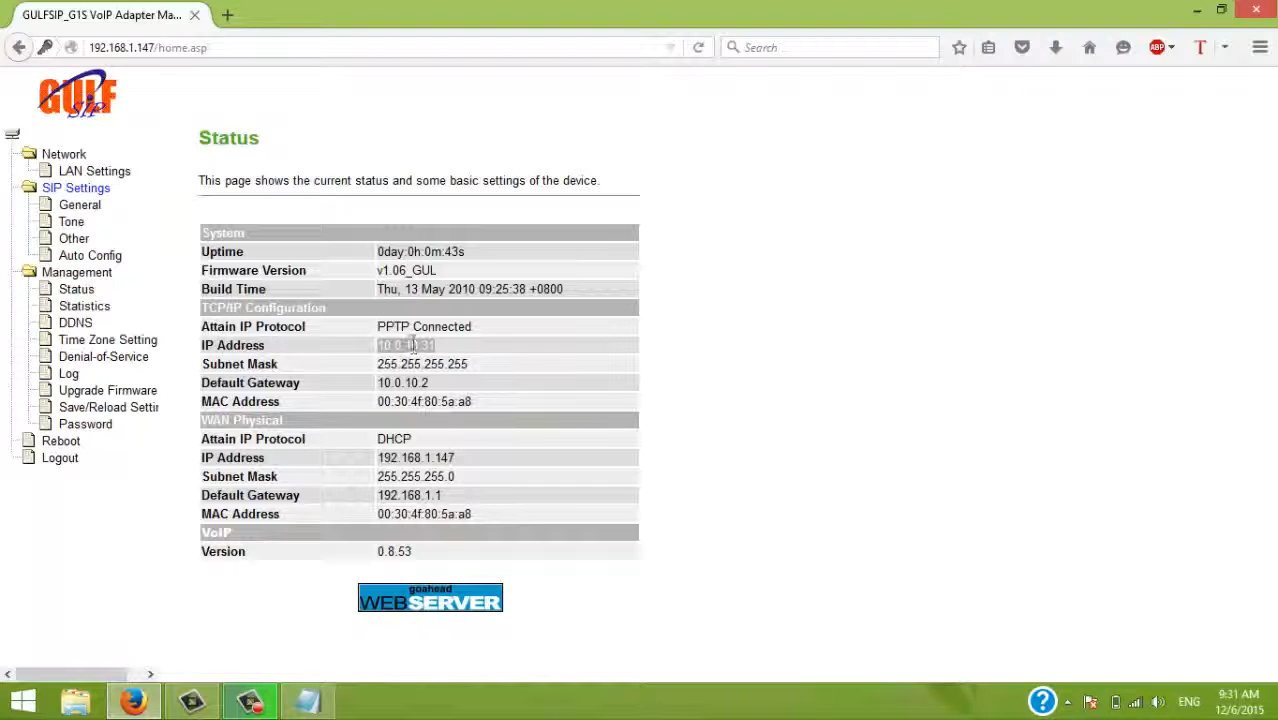 GULFSIP_G1S VoIP Adapter Ma...
192.168.1.147/home.asp
Search
ABP
T
GULF
SIP
Network
LAN Settings
SIP Settings
General
Tone
Other
Auto Config
Management
Status
Statistics
DDNS
Time Zone Setting
Denial-of-Service
Log
Upgrade Firmware
Save/Reload Settin
Password
Reboot
Logout
Status
This page shows the current status and some basic settings of the device.
System
Uptime 0day:0h:0m:43s
Firmware Version v1.06_GUL
Build Time Thu, 13 May 2010 09:25:38 +0800
TCP/IP Configuration
Attain IP Protocol PPTP Connected
IP Address
Subnet Mask 255.255.255.255
Default Gateway 10.0.10.2
MAC Address 00:30:4f:80:5a:a8
WAN Physical
Attain IP Protocol DHCP
IP Address 192.168.1.147
Subnet Mask 255.255.255.0
Default Gateway 192.168.1.1
MAC Address 00:30:4f:80:5a:a8
VoIP
Version 0.8.53
goahead
WEBSERVER
ENG
9:31 AM
12/6/2015